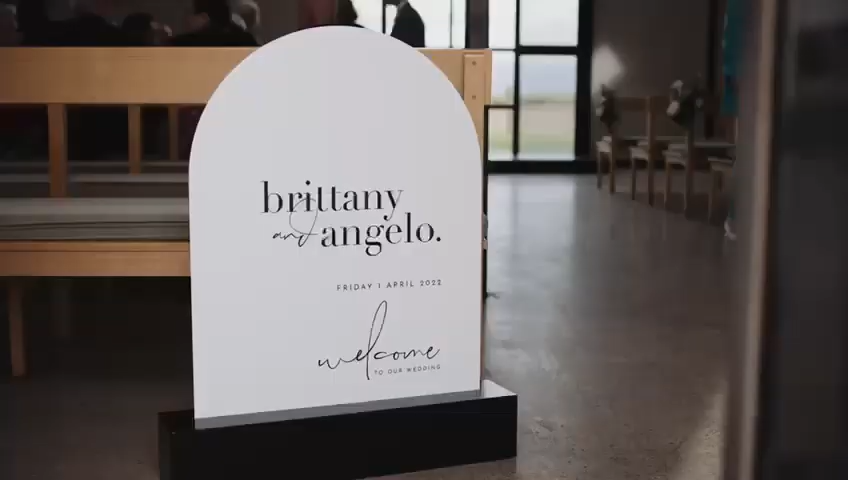 brittany
and angelo.
FRIDAY 1 APRIL 2022
welcome
TO OUR WEDDING